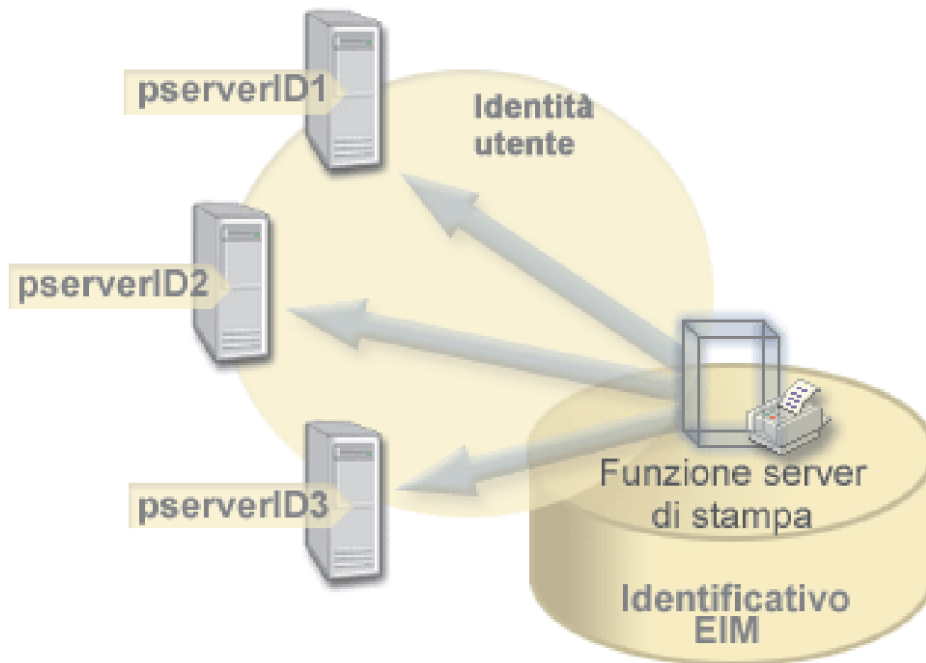 pserverID1
Identità
utente
pserverID2
pserverID3
Funzione server
di stampa
Identificativo
EIM